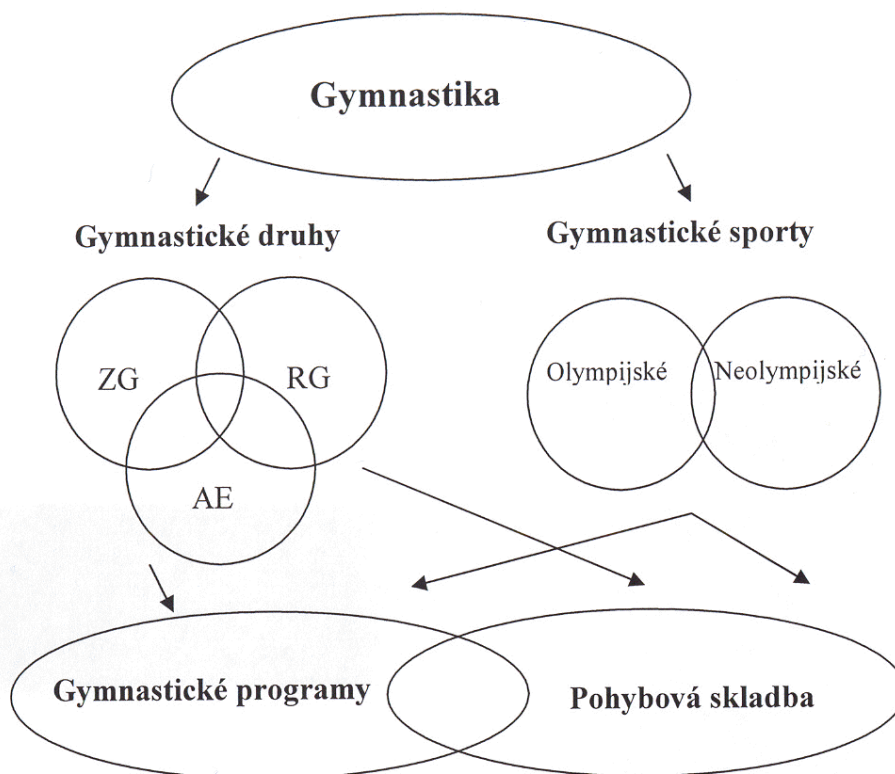 Gymnastika
Gymnastické druhy
Gymnastické sporty
ZG
RG
Olympijské
Neolympijské
AE
Gymnastické programy
Pohybová skladba